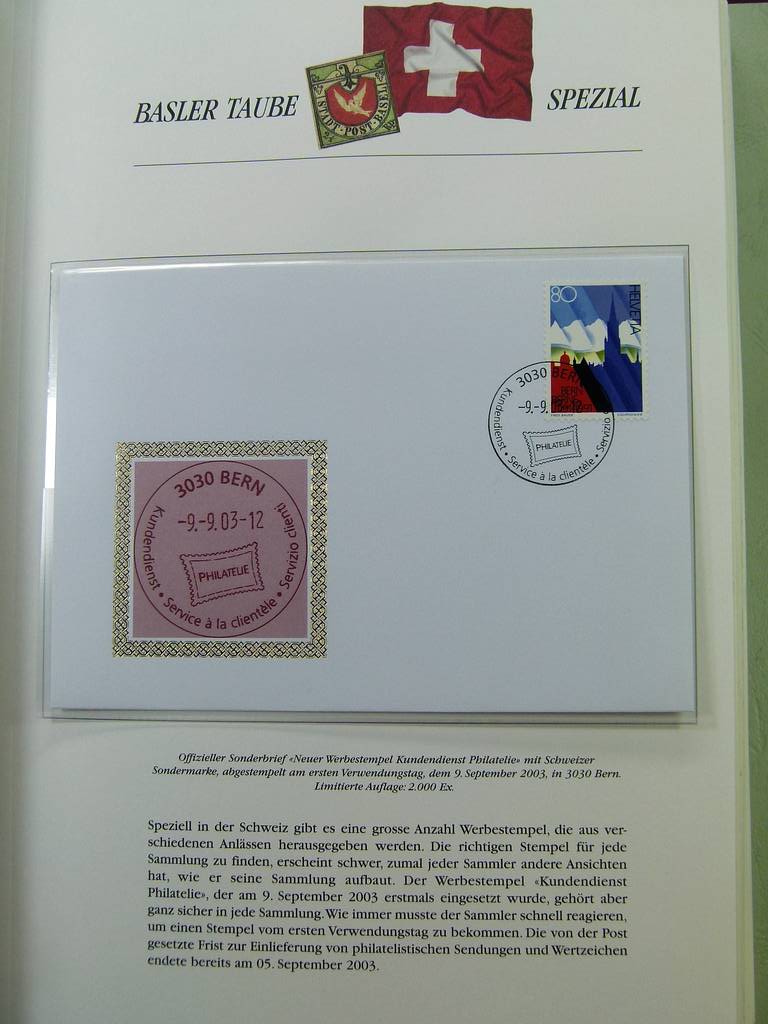 BASLER TAUBE
STADT·POST·BASEL
SPEZIAL
80
HELVETIA
BERN
3030 BERN
-9.-9.
12
Kundendienst • Service à la clientèle • Servizio
PHILATELIE
3030 BERN
-9.-9.03-12
Kundendienst • Service à la clientèle • Servizio clienti
PHILATELIE
Offizieller Sonderbrief «Neuer Werbestempel Kundendienst Philatelie» mit Schweizer
Sondermarke, abgestempelt am ersten Verwendungstag, dem 9. September 2003, in 3030 Bern.
Limitierte Auflage: 2.000 Ex.
Speziell in der Schweiz gibt es eine grosse Anzahl Werbestempel, die aus ver-
schiedenen Anlässen herausgegeben werden. Die richtigen Stempel für jede
Sammlung zu finden, erscheint schwer, zumal jeder Sammler andere Ansichten
hat, wie er seine Sammlung aufbaut. Der Werbestempel «Kundendienst
Philatelie», der am 9. September 2003 erstmals eingesetzt wurde, gehört aber
ganz sicher in jede Sammlung. Wie immer musste der Sammler schnell reagieren,
um einen Stempel vom ersten Verwendungstag zu bekommen. Die von der Post
gesetzte Frist zur Einlieferung von philatelistischen Sendungen und Wertzeichen
endete bereits am 05. September 2003.